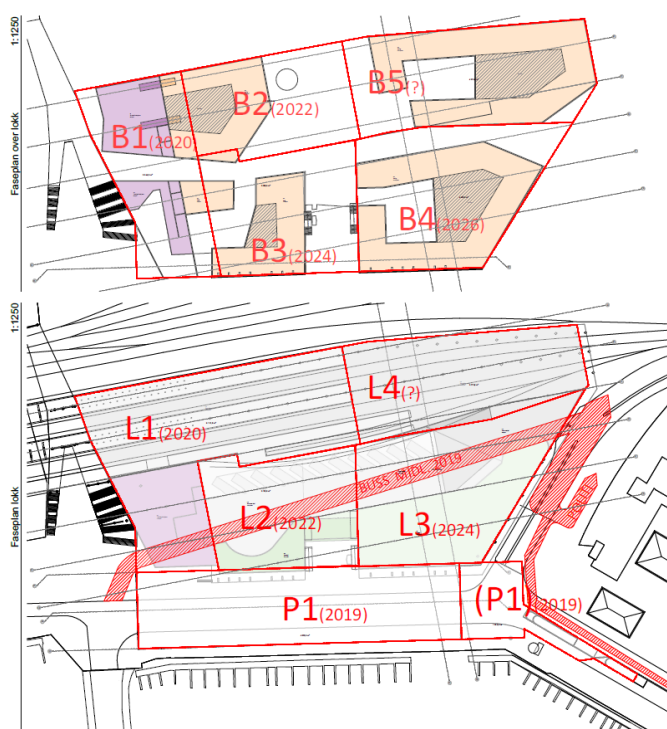 1:1250
Faseplan over lokk
B1(2020)
B2(2022)
B5(?)
B3(2024)
B4(2026)
1:1250
Faseplan lokk
L1(2020)
L4(?)
BUSS MIDL 2019
L2(2022)
L3(2024)
P1(2019)
(P1)(2019)